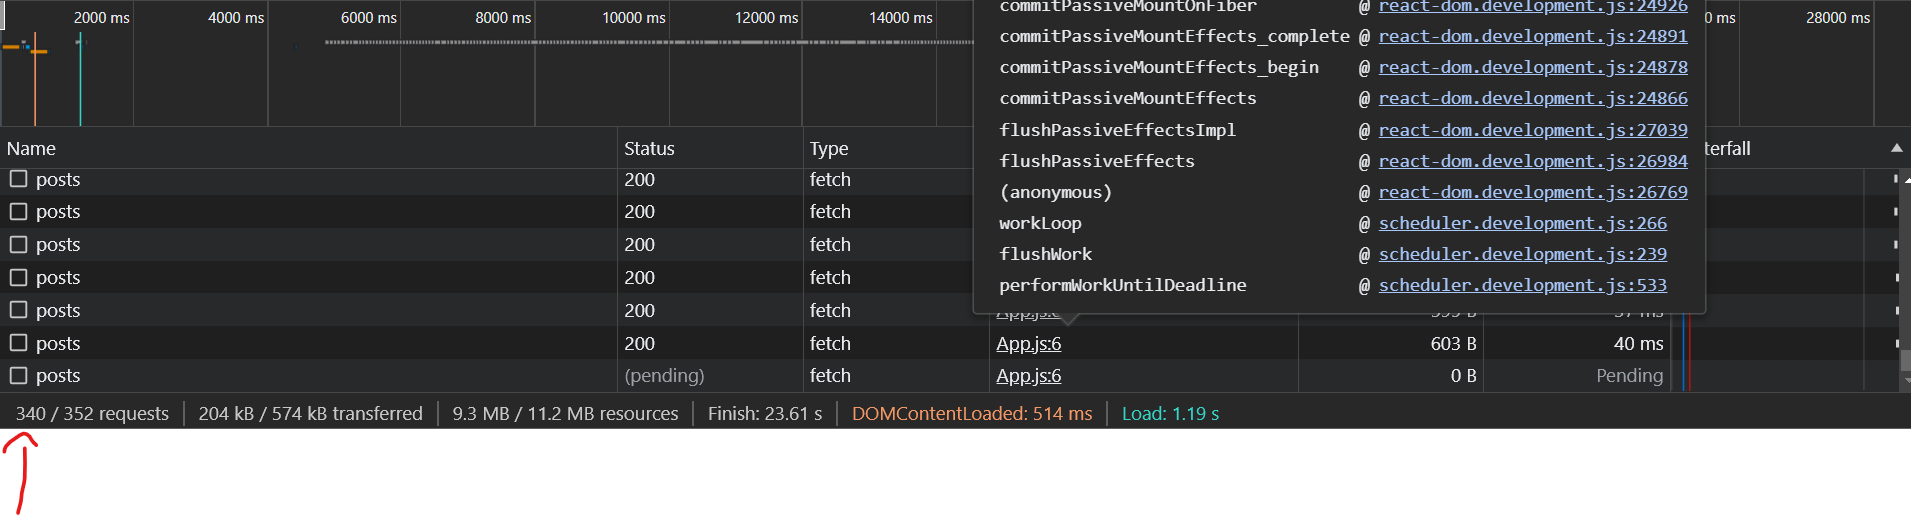 2000 ms 4000 ms 6000 ms 8000 ms 10000 ms 12000 ms 14000 ms ms 28000 ms
commitPassiveMountOnFiber @ react-dom.development.js:24926
commitPassiveMountEffects_complete @ react-dom.development.js:24891
commitPassiveMountEffects_begin @ react-dom.development.js:24878
commitPassiveMountEffects @ react-dom.development.js:24866
flushPassiveEffectsImpl @ react-dom.development.js:27039
flushPassiveEffects @ react-dom.development.js:26984
(anonymous) @ react-dom.development.js:26769
workLoop @ scheduler.development.js:266
flushWork @ scheduler.development.js:239
performWorkUntilDeadline @ scheduler.development.js:533
Name Status Type terfall
posts 200 fetch
posts 200 fetch
posts 200 fetch
posts 200 fetch
posts 200 fetch App.js:6
posts 200 fetch App.js:6 603 B 40 ms
posts (pending) fetch App.js:6 0 B Pending
340 / 352 requests 204 kB / 574 kB transferred 9.3 MB / 11.2 MB resources Finish: 23.61 s DOMContentLoaded: 514 ms Load: 1.19 s